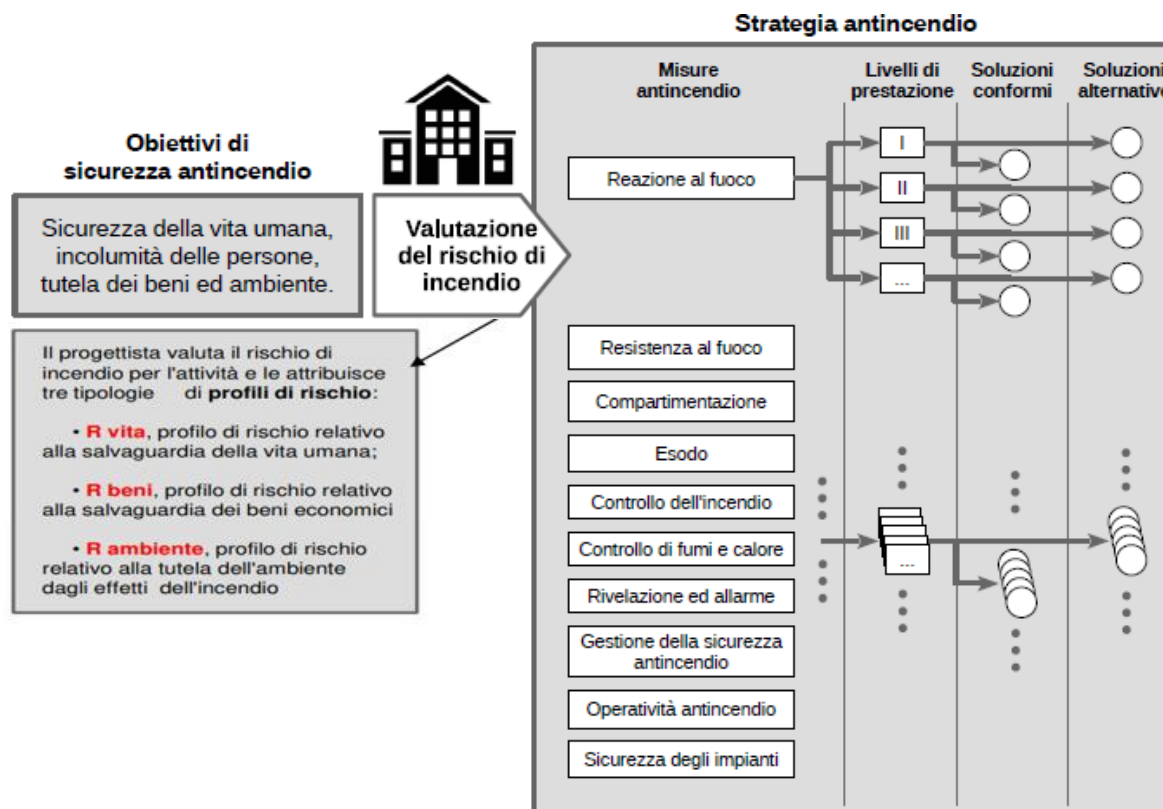 Strategia antincendio
Obiettivi di
sicurezza antincendio
Sicurezza della vita umana,
incolumità delle persone,
tutela dei beni ed ambiente.
Valutazione
del rischio di
incendio
Il progettista valuta il rischio di
incendio per l'attività e le attribuisce
tre tipologie di profili di rischio:
• R vita, profilo di rischio relativo
alla salvaguardia della vita umana;
• R beni, profilo di rischio relativo
alla salvaguardia dei beni economici
• R ambiente, profilo di rischio
relativo alla tutela dell'ambiente
dagli effetti dell'incendio
Misure
antincendio
Livelli di
prestazione
Soluzioni
conformi
Soluzioni
alternative
Reazione al fuoco
I
II
III
...
Resistenza al fuoco
Compartimentazione
Esodo
Controllo dell'incendio
Controllo di fumi e calore
...
Rivelazione ed allarme
Gestione della sicurezza
antincendio
Operatività antincendio
Sicurezza degli impianti